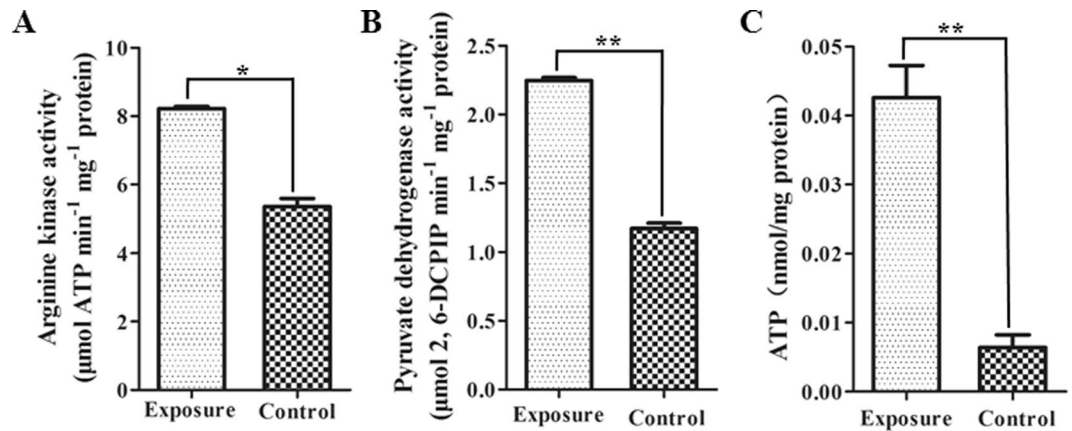 A
Arginine kinase activity
(μmol ATP min⁻¹ mg⁻¹ protein)
10
8
6
4
2
0
*
Exposure
Control
B
Pyruvate dehydrogenase activity
(μmol 2, 6-DCPIP min⁻¹ mg⁻¹ protein)
2.5
2.0
1.5
1.0
0.5
0.0
**
Exposure
Control
C
ATP (nmol/mg protein)
0.05
0.04
0.03
0.02
0.01
0.00
**
Exposure
Control